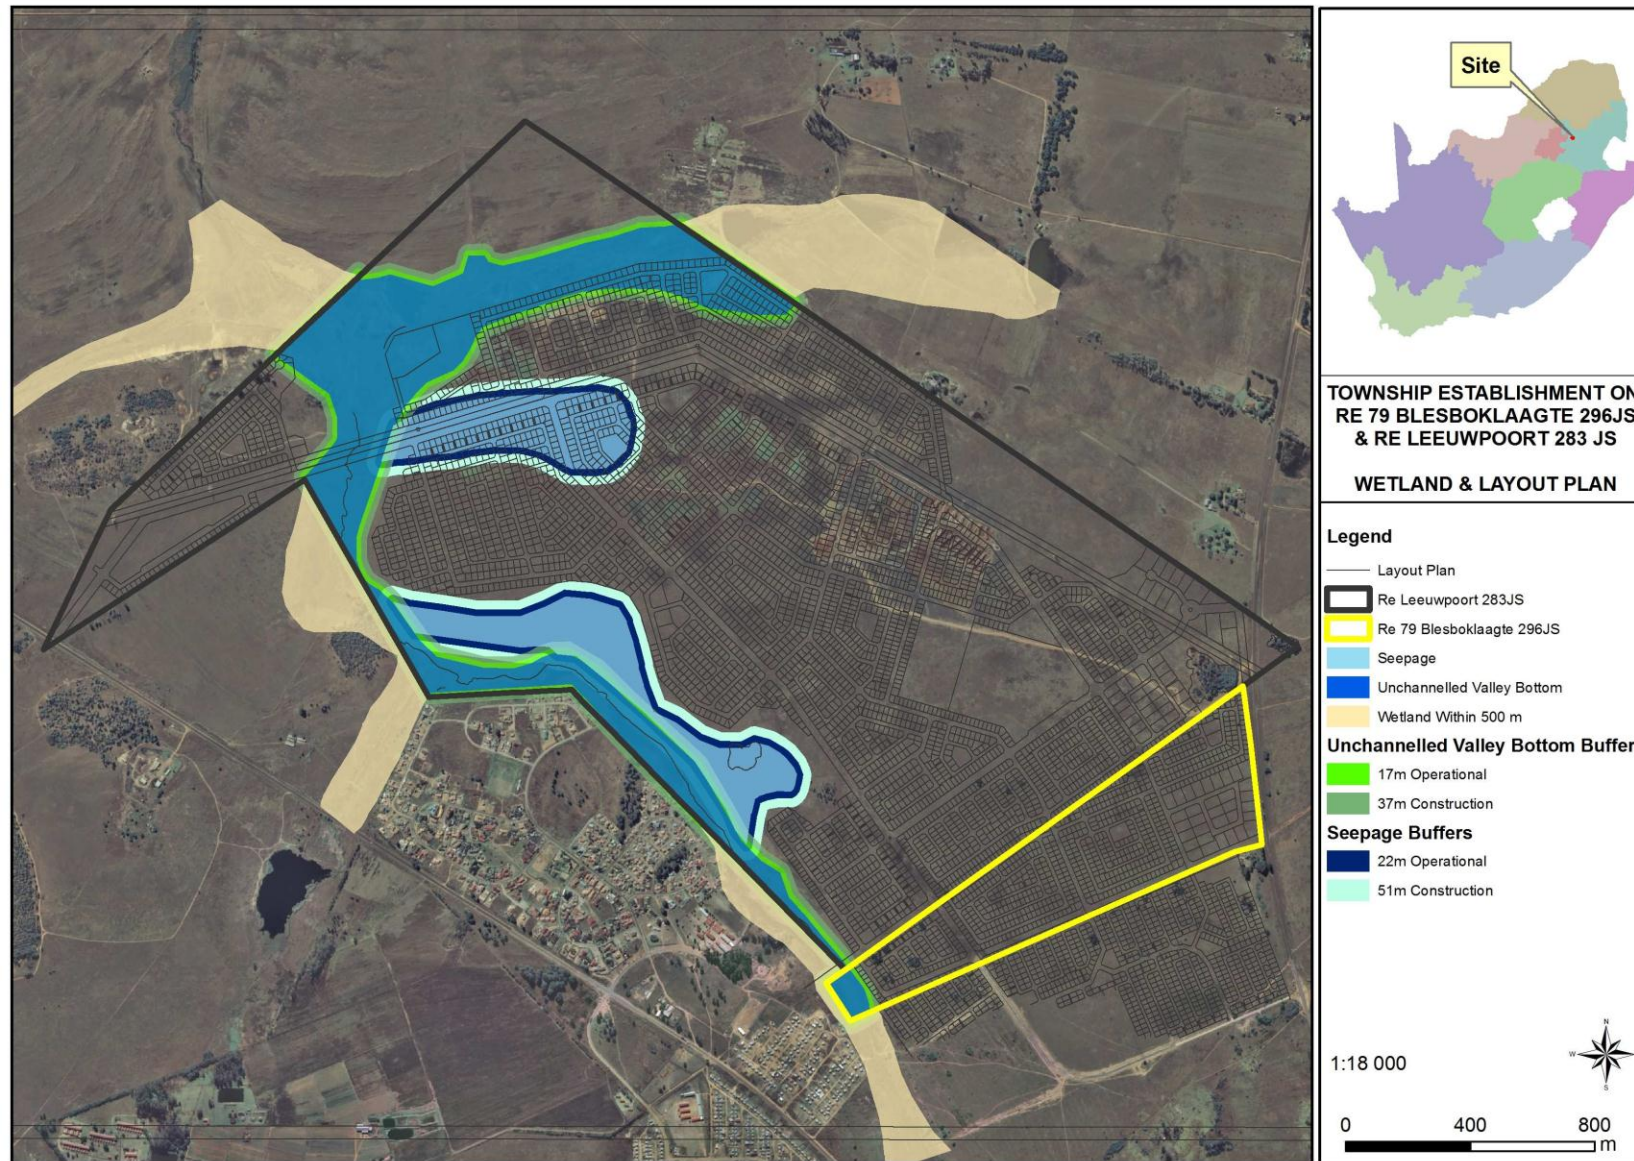 Site
TOWNSHIP ESTABLISHMENT ON
RE 79 BLESBOKLAAGTE 296JS
& RE LEEUWPOORT 283 JS
WETLAND & LAYOUT PLAN
Legend
Layout Plan
Re Leeuwpoort 283JS
Re 79 Blesboklaagte 296JS
Seepage
Unchannelled Valley Bottom
Wetland Within 500 m
Unchannelled Valley Bottom Buffer
17m Operational
37m Construction
Seepage Buffers
22m Operational
51m Construction
N
W
S
1:18 000
0 400 800
m